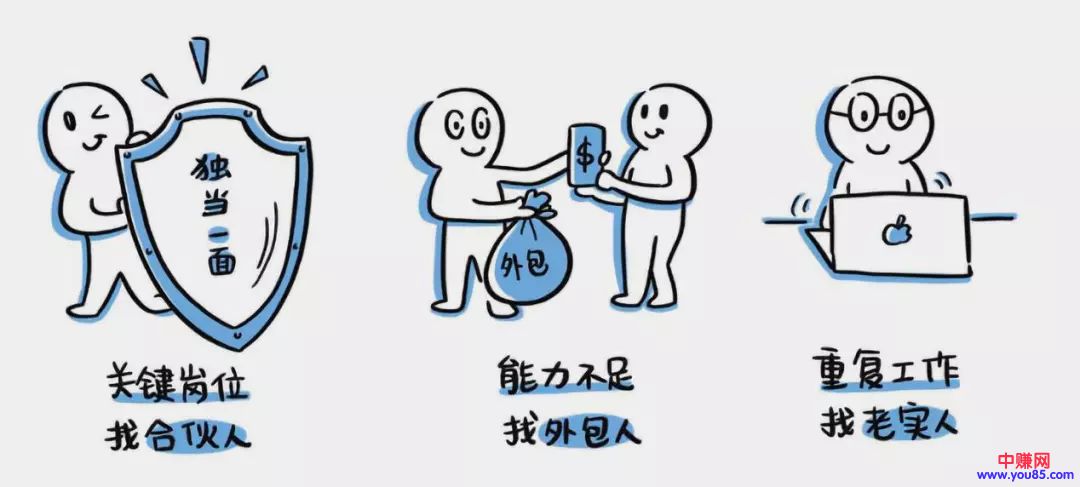 独当一面
关键岗位
找合伙人
$
外包
能力不足
找外包人
重复工作
找老实人
中赚网
www.you85.com